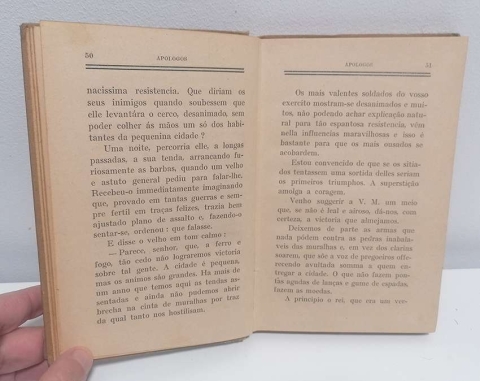 50
APOLOGOS
nacissima resistencia. Que diriam os
seus inimigos quando soubessem que
elle levantára o cerco, desanimado, sem
poder colher ás mãos um só dos habi-
tantes da pequenina cidade ?
Uma noite, percorria elle, a longas
passadas, a sua tenda, arrancando fu-
riosamente as barbas, quando um velho
e astuto general pediu para falar-lhe.
Recebeu-o immediatamente imaginando
que, provado em tantas guerras e sem-
pre fertil em traças felizes, trazia bem
ajustado plano de assalto e, fazendo-o
sentar-se, ordenou : que falasse.
E disse o velho em tom calmo :
— Parece, senhor, que, a ferro e
fogo, tão cedo não lograremos victoria
sobre tal gente. A cidade é pequena,
mas os animos são grandes. Ha mais de
um anno que temos aqui as tendas as-
sentadas e ainda não podemos abrir
brecha na cinta de muralhas por traz
da qual tanto nos hostilisam.
APOLOGOS
51
Os mais valentes soldados do vosso
exercito mostram-se desanimados e mui-
tos, não podendo achar explicação natu-
ral para tão espantosa resistencia, vêm
nella influencias maravilhosas e isso é
bastante para que os mais ousados se
acobardem.
Estou convencido de que se os sitia-
dos tentassem uma sortida delles seriam
os primeiros triumphos. A superstição
amolga a coragem.
Venho suggerir a V. M. um meio
que, se não é leal e airoso, dá-nos, com
certeza, a victoria que almejamos.
Deixemos de parte as armas que
nada pódem contra as pedras inabala-
veis das muralhas e, em vez dos clarins
soarem, que sôe a voz de pregoeiros offe-
recendo avultada somma a quem en-
tregar a cidade. O que não fazem pon-
tas agudas de lanças e gume de espadas,
fazem as moedas.
A principio o rei, que era um ver-